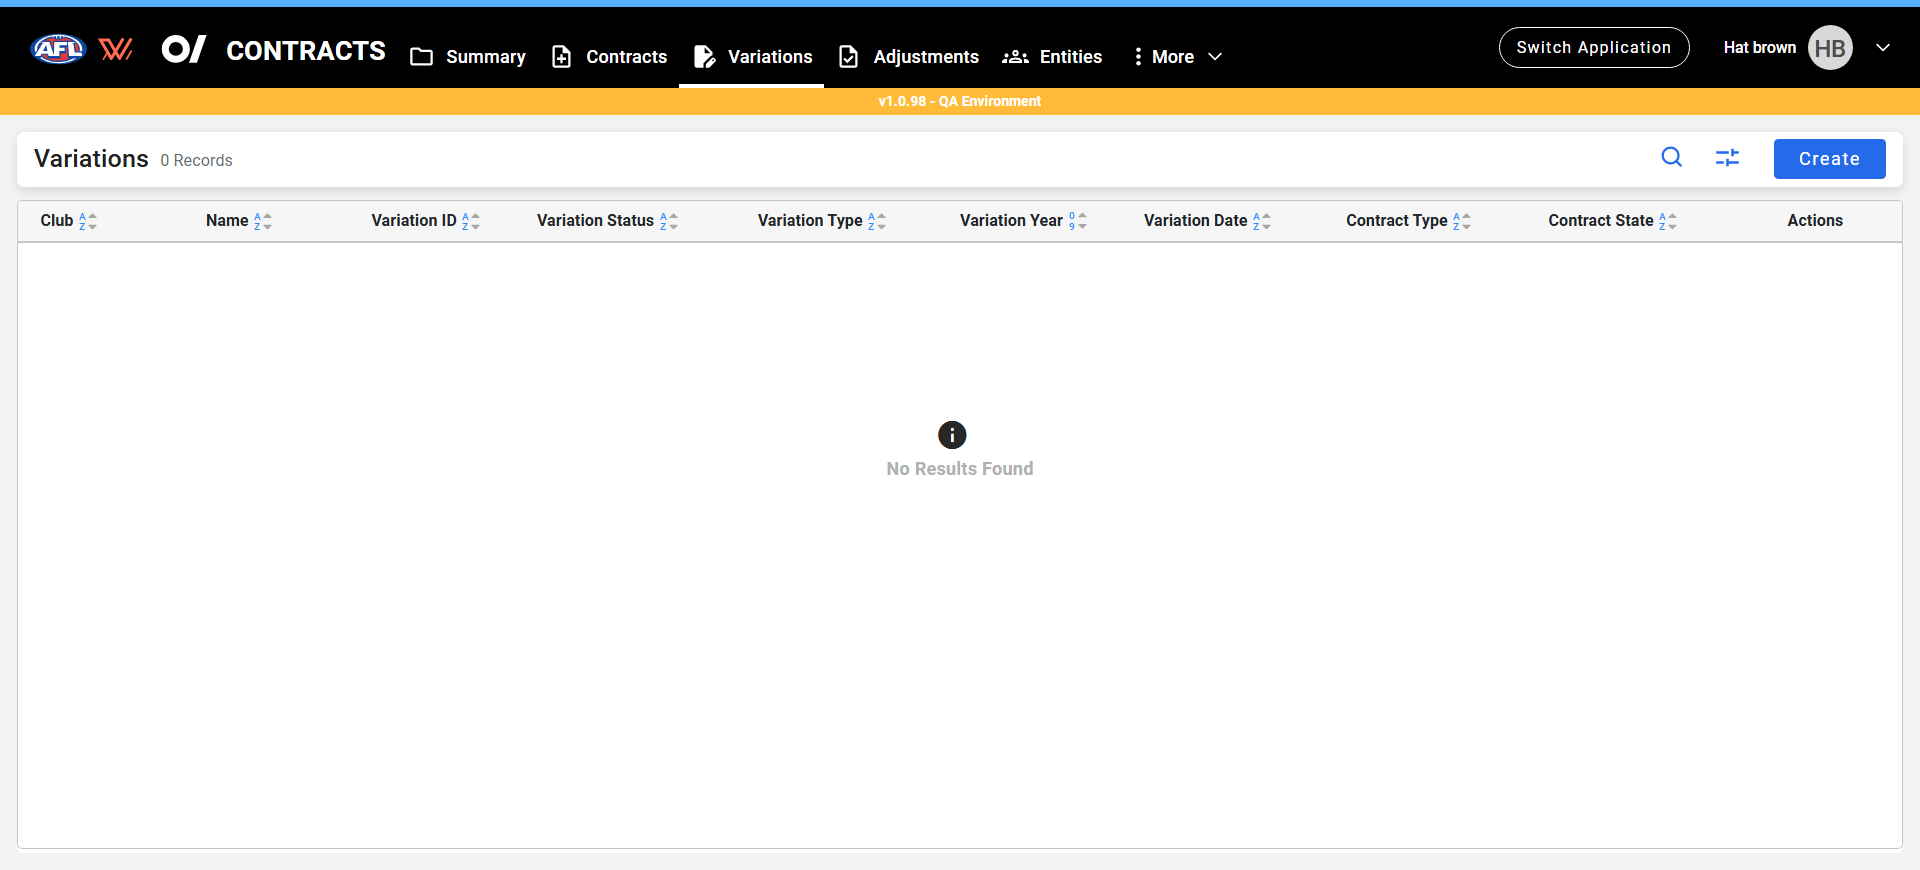 AFL W O/ CONTRACTS Summary Contracts Variations Adjustments Entities More Switch Application Hat brown HB
v1.0.98 - QA Environment
Variations 0 Records Create
Club Name Variation ID Variation Status Variation Type Variation Year Variation Date Contract Type Contract State Actions
No Results Found